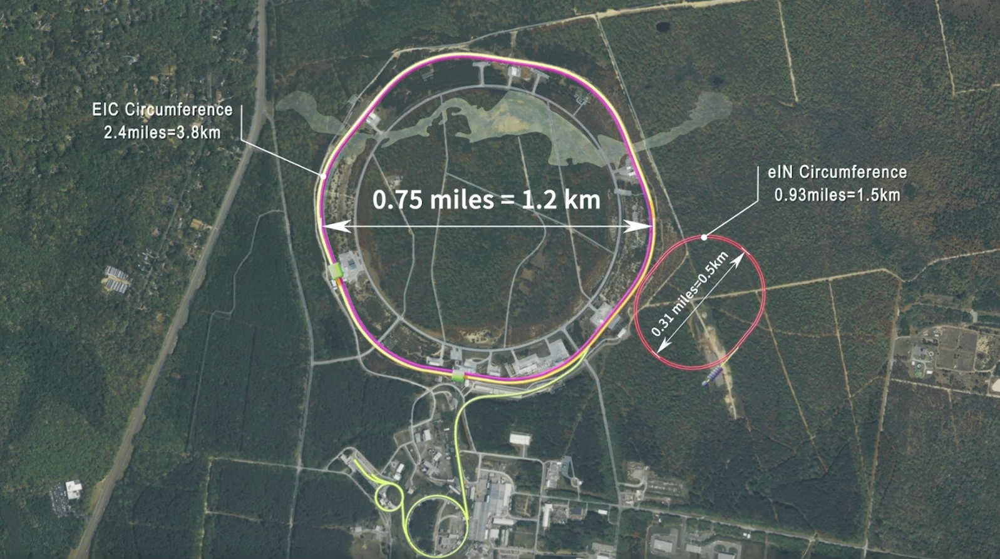 EIC Circumference
2.4miles=3.8km
0.75 miles = 1.2 km
eIN Circumference
0.93miles=1.5km
0.31 miles=0.5km